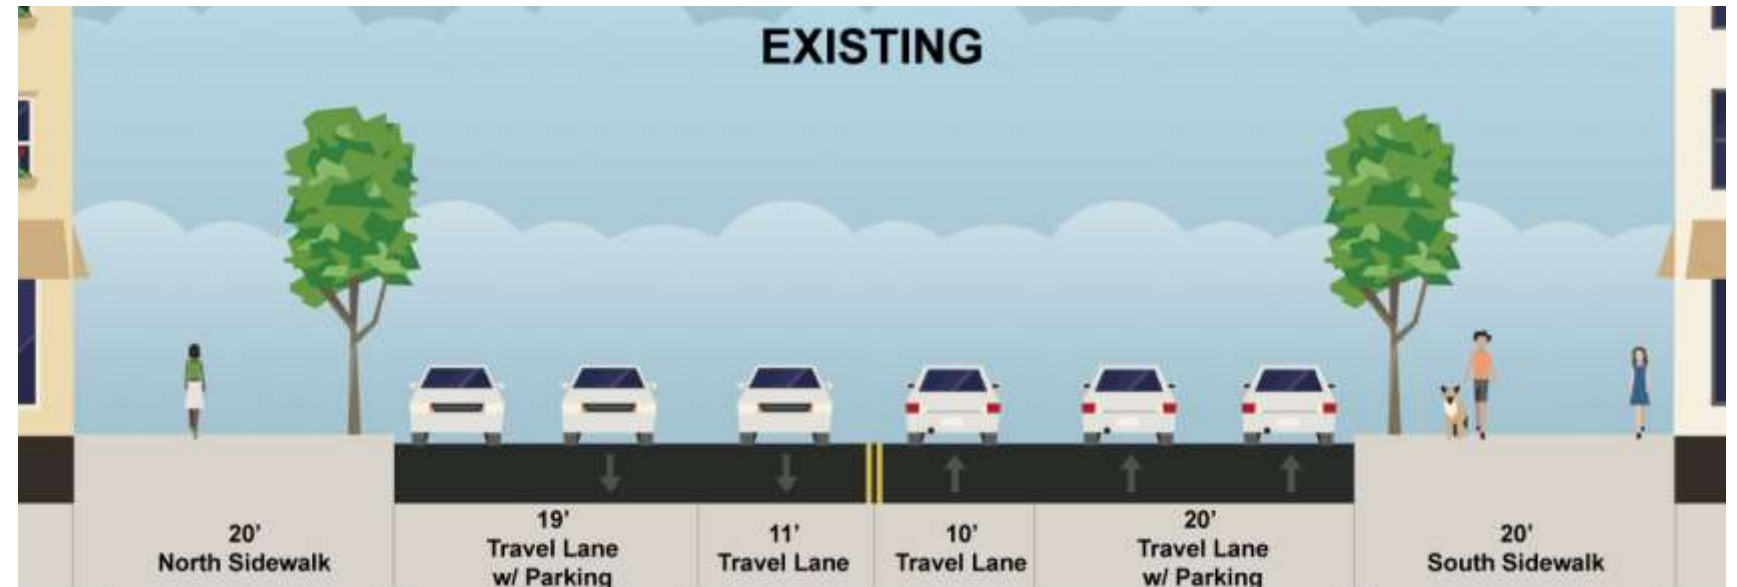 EXISTING
20’
North Sidewalk
19’
Travel Lane
w/ Parking
11’
Travel Lane
10’
Travel Lane
20’
Travel Lane
w/ Parking
20’
South Sidewalk